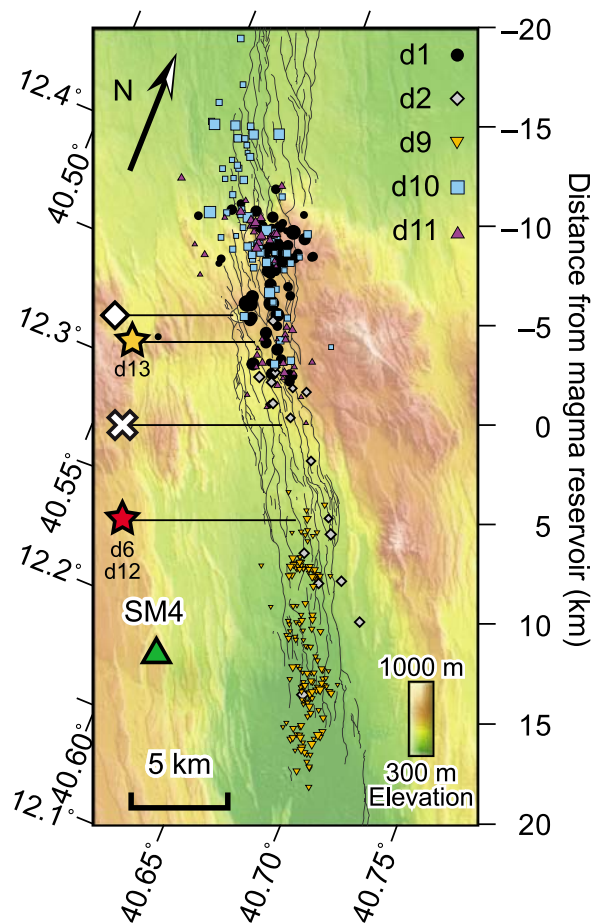 N
d1
d2
d9
d10
d11
d13
d6
d12
SM4
5 km
1000 m
300 m
Elevation
12.4°
40.50°
12.3°
40.55°
12.2°
40.60°
12.1°
40.65°
40.70°
40.75°
−20
−15
−10
−5
0
5
10
15
20
Distance from magma reservoir (km)